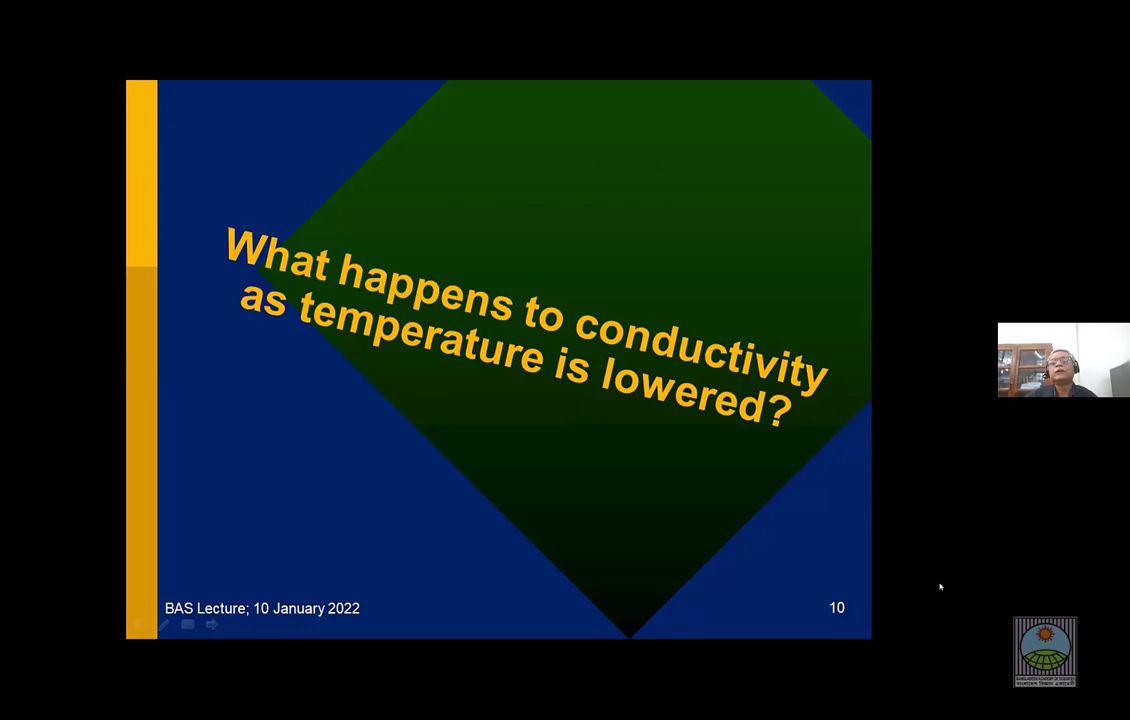 What happens to conductivity
as temperature is lowered?
BAS Lecture; 10 January 2022
10